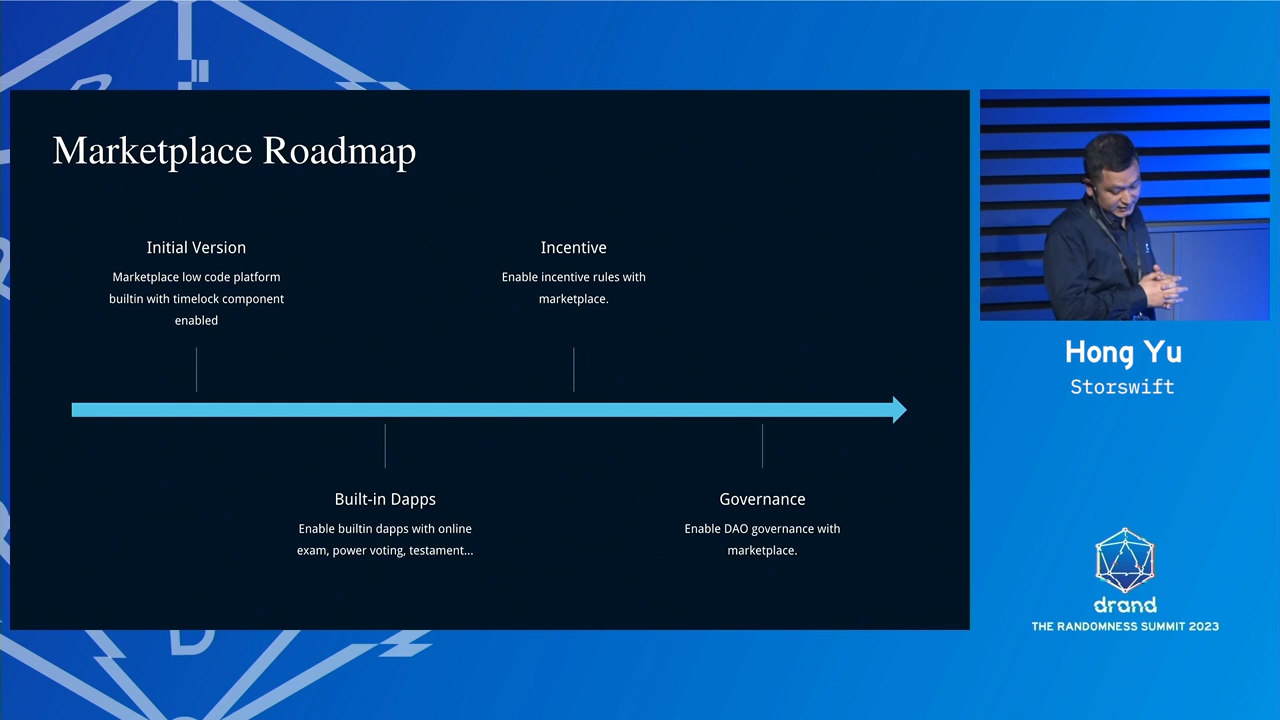 Marketplace Roadmap
Initial Version
Marketplace low code platform
builtin with timelock component
enabled
Incentive
Enable incentive rules with
marketplace.
Built-in Dapps
Enable builtin dapps with online
exam, power voting, testament...
Governance
Enable DAO governance with
marketplace.
Hong Yu
Storswift
drand
THE RANDOMNESS SUMMIT 2023
D